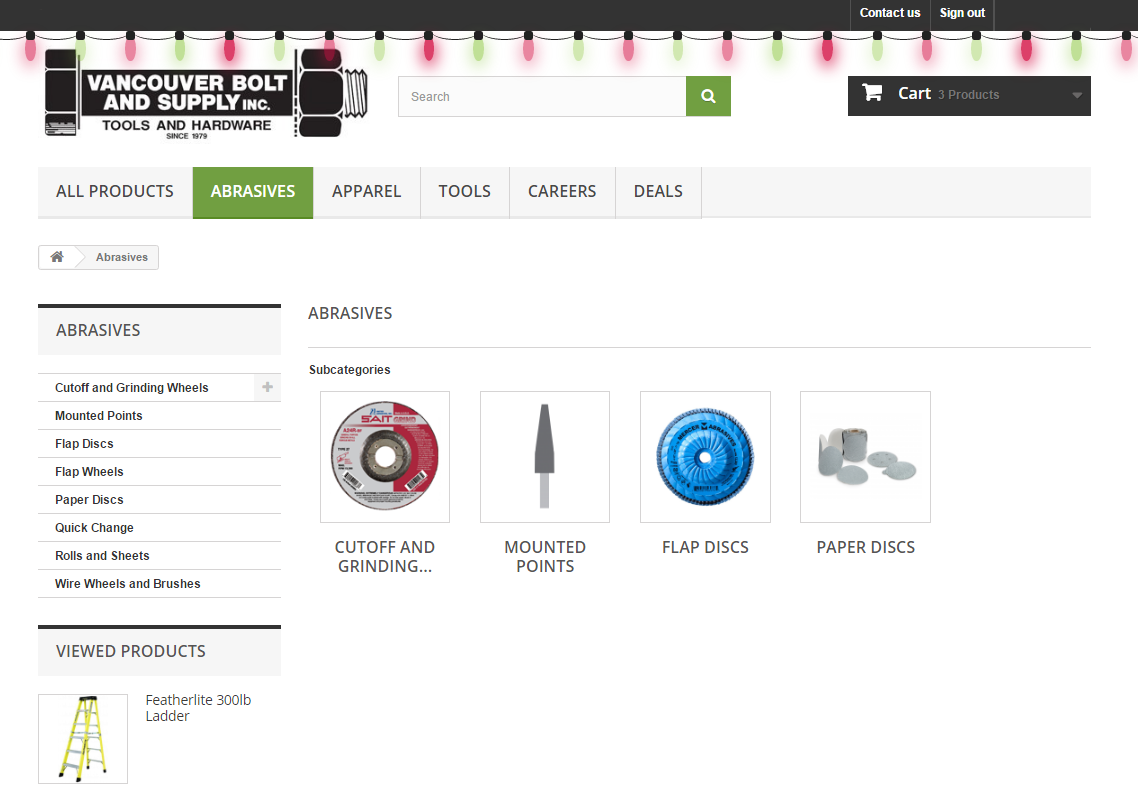 Contact us
Sign out
VANCOUVER BOLT
AND SUPPLY INC.
TOOLS AND HARDWARE
SINCE 1979
Search
Cart 3 Products
ALL PRODUCTS
ABRASIVES
APPAREL
TOOLS
CAREERS
DEALS
Abrasives
ABRASIVES
Cutoff and Grinding Wheels
Mounted Points
Flap Discs
Flap Wheels
Paper Discs
Quick Change
Rolls and Sheets
Wire Wheels and Brushes
VIEWED PRODUCTS
Featherlite 300lb
Ladder
ABRASIVES
Subcategories
SAIT
MERCER ABRASIVES
CUTOFF AND
GRINDING...
MOUNTED
POINTS
FLAP DISCS
PAPER DISCS